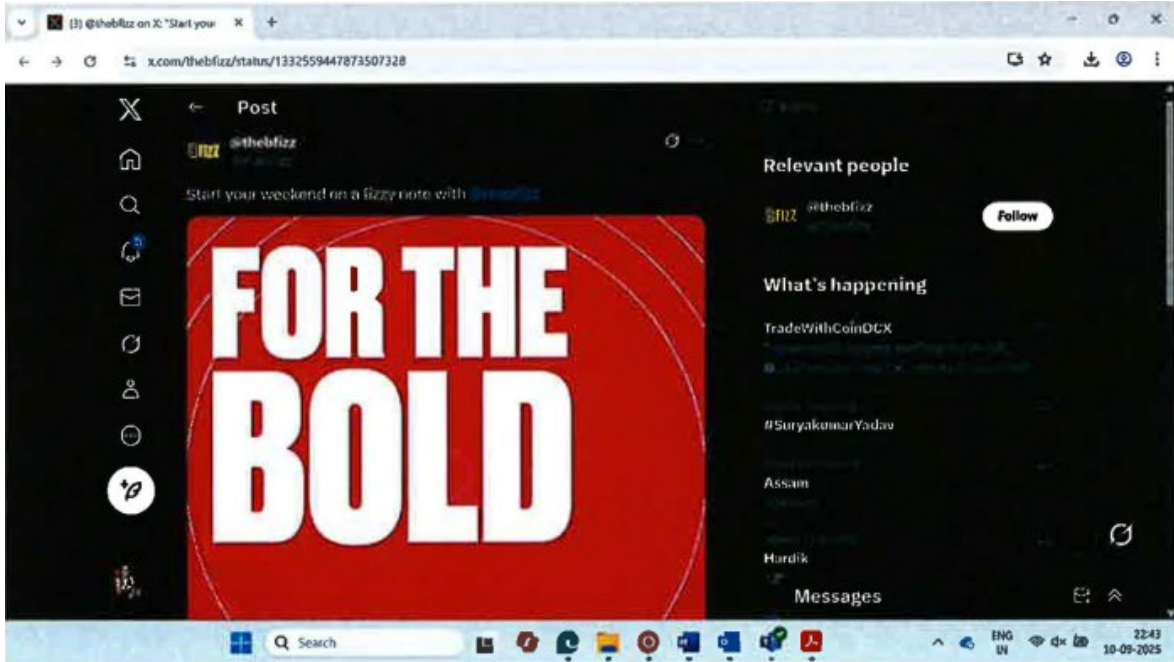 (3) @thebfizz on X: "Start your
x.com/thebfizz/status/1332559447873507328
Post
BFIZZ
@thebfizz
Start your weekend on a fizzy note with
FOR THE
BOLD
Relevant people
BFIZZ
@thebfizz
Follow
What's happening
TradeWithCoinDCX
#SuryakumarYadav
Assam
Hardik
Messages
Search
ENG
IN
22:43
10-09-2025